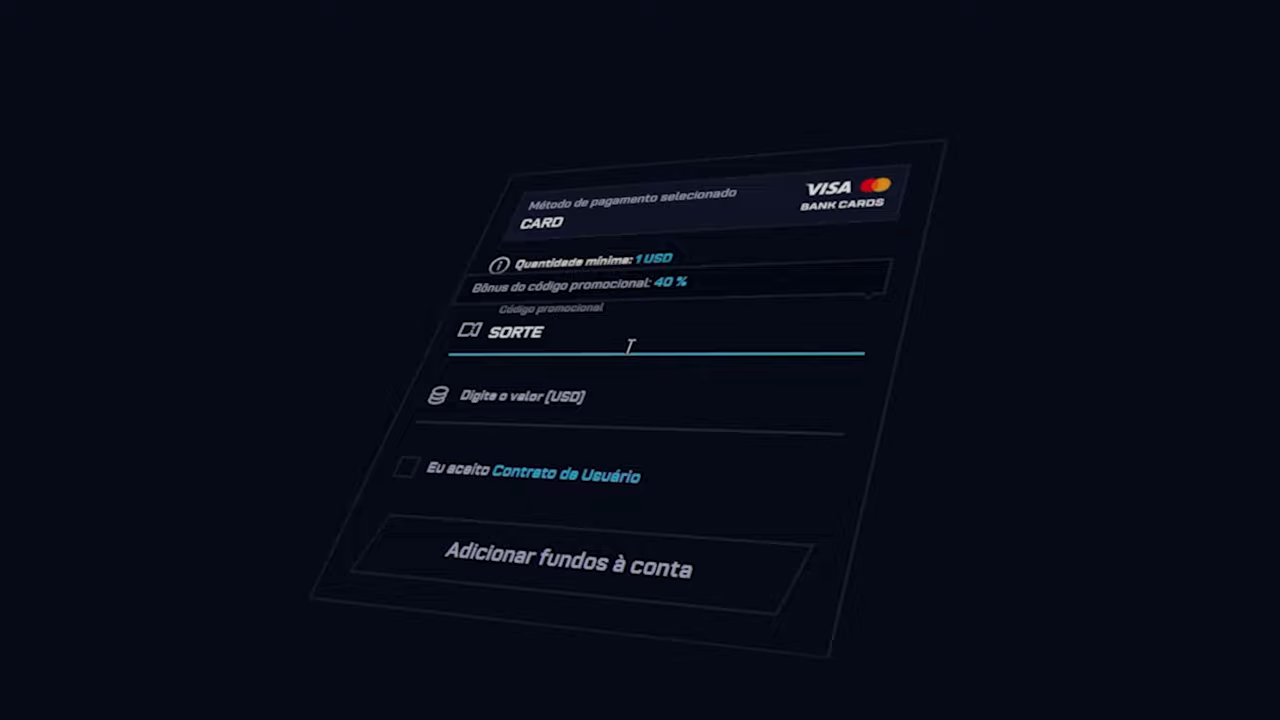 Método de pagamento selecionado
CARD
VISA
BANK CARDS
Quantidade mínima: 1 USD
Bônus do código promocional: 40 %
Código promocional
SORTE
Digite o valor (USD)
Eu aceito Contrato de Usuário
Adicionar fundos à conta